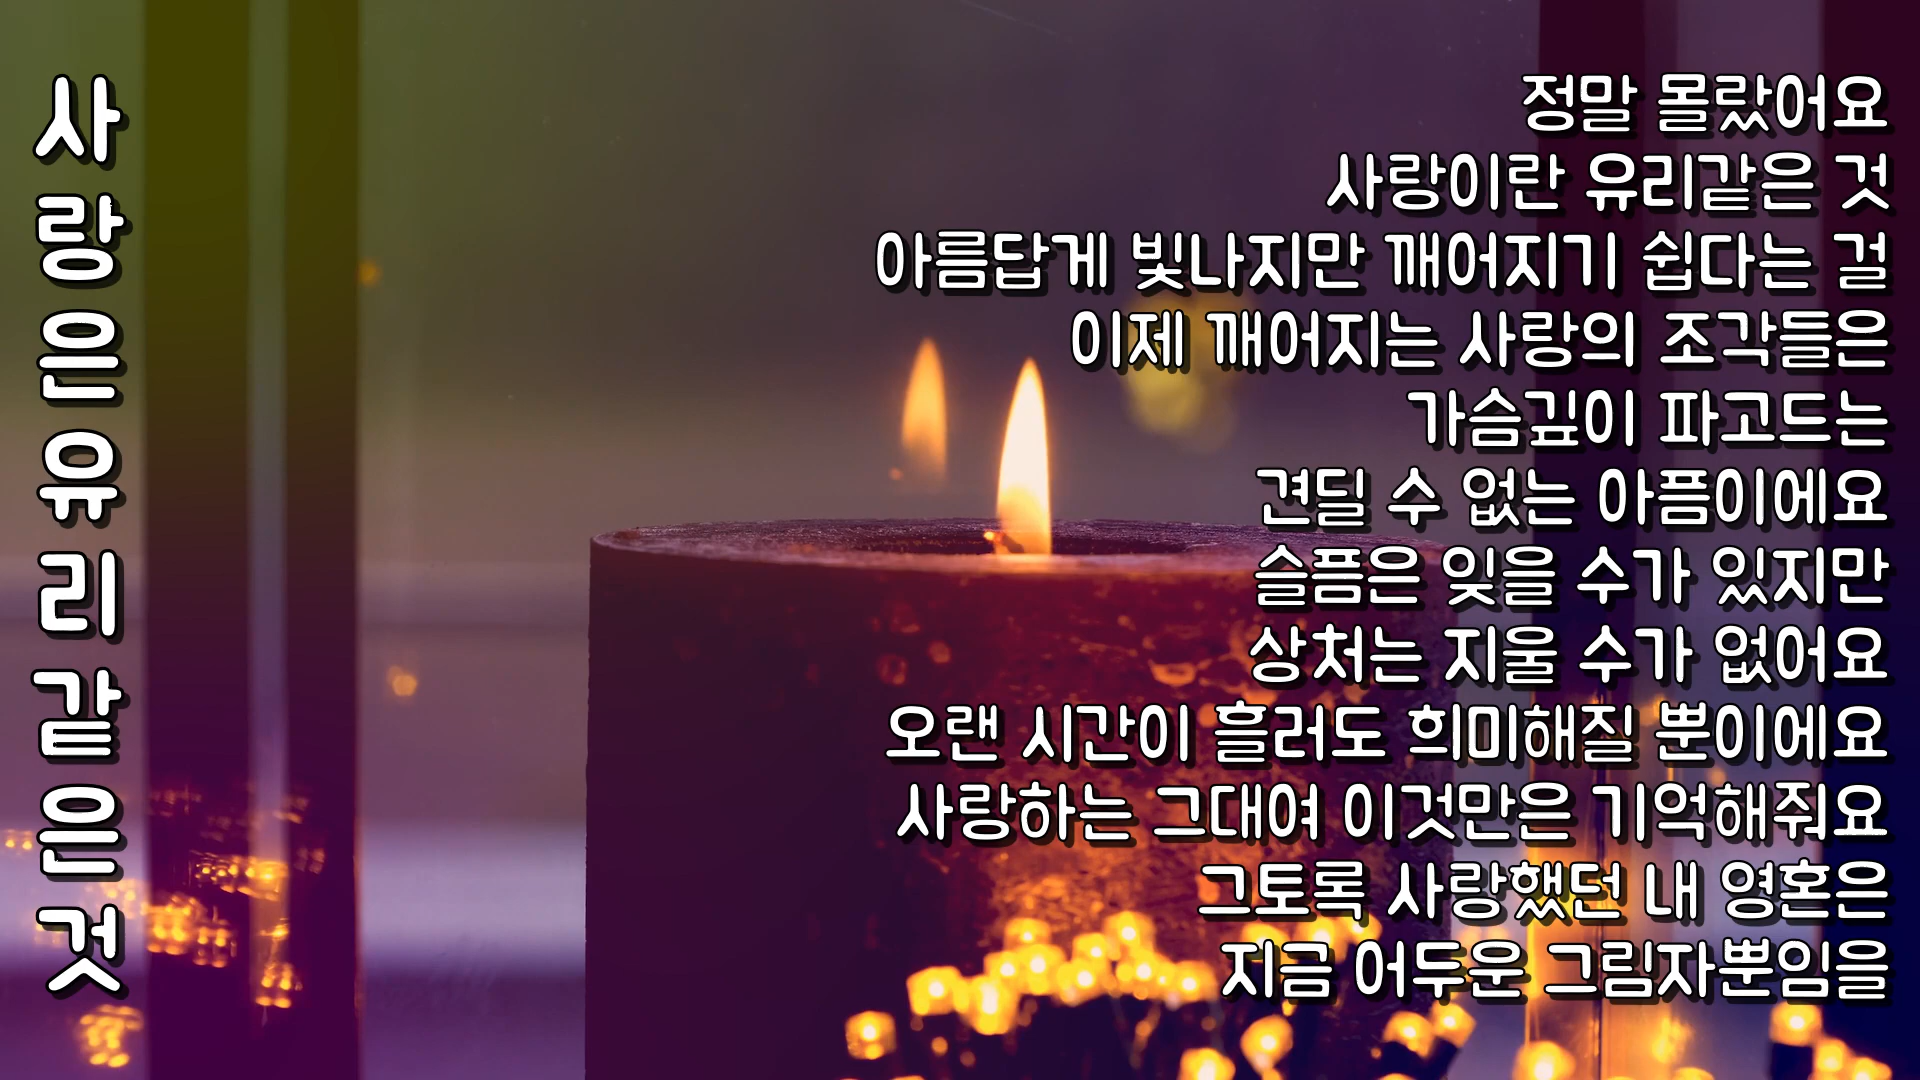 사랑은유리같은것
정말 몰랐어요
사랑이란 유리같은 것
아름답게 빛나지만 깨어지기 쉽다는 걸
이제 깨어지는 사랑의 조각들은
가슴깊이 파고드는
견딜 수 없는 아픔이에요
슬픔은 잊을 수가 있지만
상처는 지울 수가 없어요
오랜 시간이 흘러도 희미해질 뿐이에요
사랑하는 그대여 이것만은 기억해줘요
그토록 사랑했던 내 영혼은
지금 어두운 그림자뿐임을